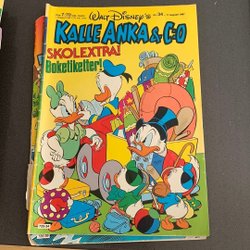 WALT DISNEY'S
KALLE ANKA & C:O
SKOLEXTRA!
Boketiketter!